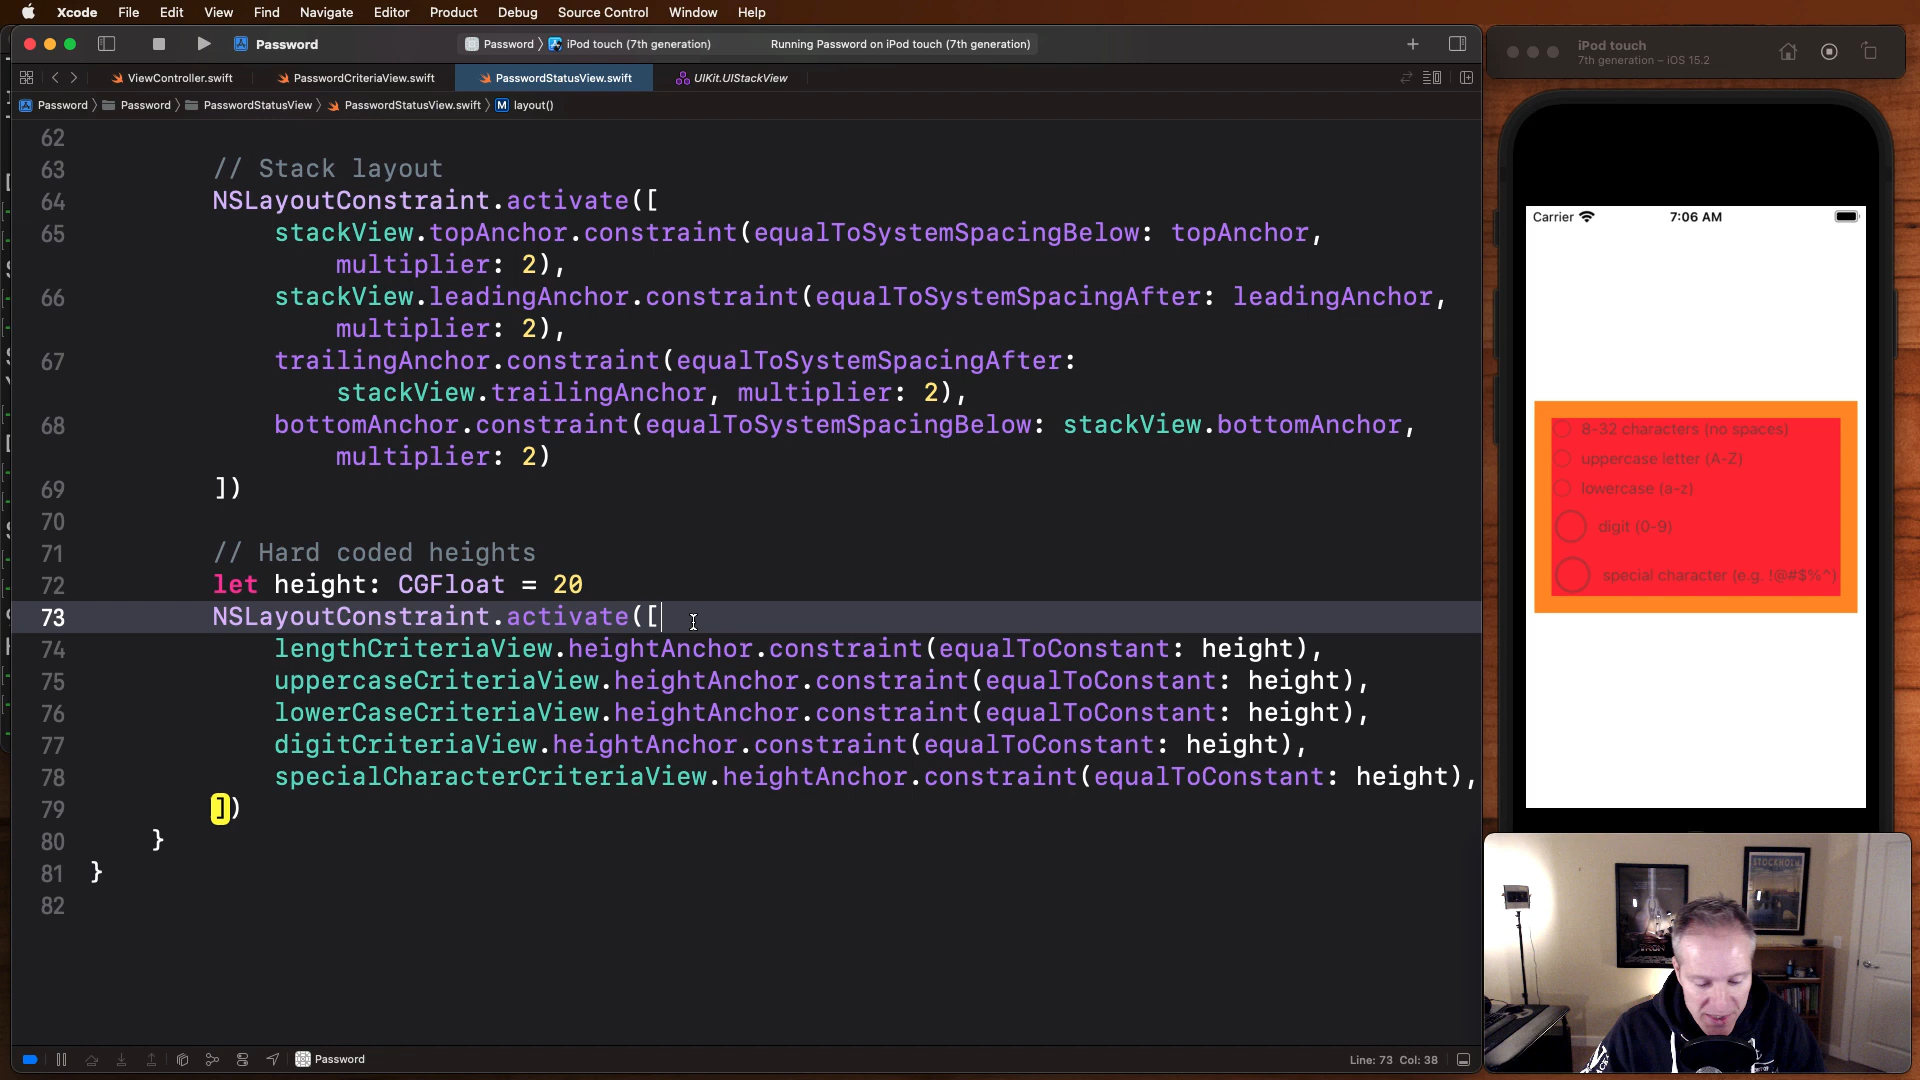 Xcode File Edit View Find Navigate Editor Product Debug Source Control Window Help
Password
Password
iPod touch (7th generation)
Running Password on iPod touch (7th generation)
ViewController.swift
PasswordCriteriaView.swift
PasswordStatusView.swift
UIKit.UIStackView
Password
Password
PasswordStatusView
PasswordStatusView.swift
M layout()
62
63 // Stack layout
64 NSLayoutConstraint.activate([
65 stackView.topAnchor.constraint(equalToSystemSpacingBelow: topAnchor,
multiplier: 2),
66 stackView.leadingAnchor.constraint(equalToSystemSpacingAfter: leadingAnchor,
multiplier: 2),
67 trailingAnchor.constraint(equalToSystemSpacingAfter:
stackView.trailingAnchor, multiplier: 2),
68 bottomAnchor.constraint(equalToSystemSpacingBelow: stackView.bottomAnchor,
multiplier: 2)
69 ])
70
71 // Hard coded heights
72 let height: CGFloat = 20
73 NSLayoutConstraint.activate([
74 lengthCriteriaView.heightAnchor.constraint(equalToConstant: height),
75 uppercaseCriteriaView.heightAnchor.constraint(equalToConstant: height),
76 lowerCaseCriteriaView.heightAnchor.constraint(equalToConstant: height),
77 digitCriteriaView.heightAnchor.constraint(equalToConstant: height),
78 specialCharacterCriteriaView.heightAnchor.constraint(equalToConstant: height),
79 ])
80 }
81 }
82
Password
Line: 73 Col: 38
iPod touch
7th generation – iOS 15.2
Carrier
7:06 AM
8-32 characters (no spaces)
uppercase letter (A-Z)
lowercase (a-z)
digit (0-9)
special character (e.g. !@#$%^)
STOCKHOLM
TRON